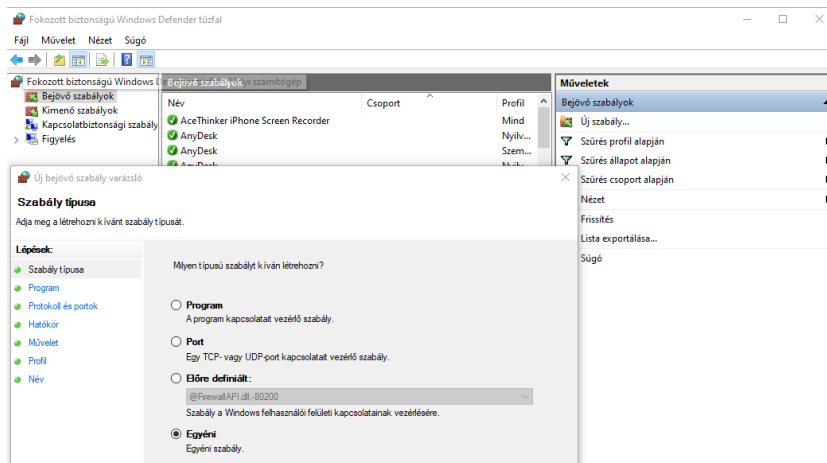 Fokozott biztonságú Windows Defender tűzfal
Fájl Művelet Nézet Súgó
Fokozott biztonságú Windows
Bejövő szabályok
Kimenő szabályok
Kapcsolatbiztonsági szabály
Figyelés
Bejövő szabályok
Név Csoport Profil
AceThinker iPhone Screen Recorder Mind
AnyDesk Nyilv...
AnyDesk Szem...
AnyDesk
Műveletek
Bejövő szabályok
Új szabály...
Szűrés profil alapján
Szűrés állapot alapján
Szűrés csoport alapján
Nézet
Frissítés
Lista exportálása...
Súgó
Új bejövő szabály varázsló
Szabály típusa
Adja meg a létrehozni kívánt szabály típusát.
Lépések:
Szabály típusa
Program
Protokoll és portok
Hatókör
Művelet
Profil
Név
Milyen típusú szabályt kíván létrehozni?
Program
A program kapcsolatait vezérlő szabály.
Port
Egy TCP- vagy UDP-port kapcsolatait vezérlő szabály.
Előre definiált:
@FirewallAPI.dll,-80200
Szabály a Windows felhasználói felületi kapcsolatainak vezérlésére.
Egyéni
Egyéni szabály.